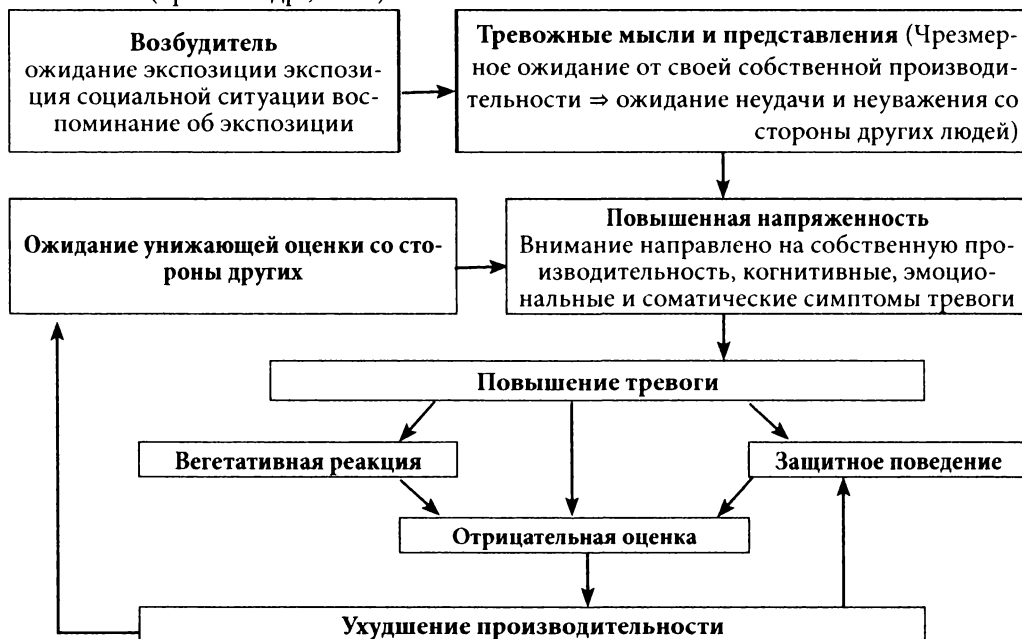 Возбудитель
ожидание экспозиции экспози-
ция социальной ситуации вос-
поминание об экспозиции
Тревожные мысли и представления (Чрезмер-
ное ожидание от своей собственной производи-
тельности ⇒ ожидание неудачи и неуважения со
стороны других людей)
Ожидание унижающей оценки со сто-
роны других
Повышенная напряженность
Внимание направлено на собственную про-
изводительность, когнитивные, эмоцио-
нальные и соматические симптомы тревоги
Повышение тревоги
Вегетативная реакция
Защитное поведение
Отрицательная оценка
Ухудшение производительности